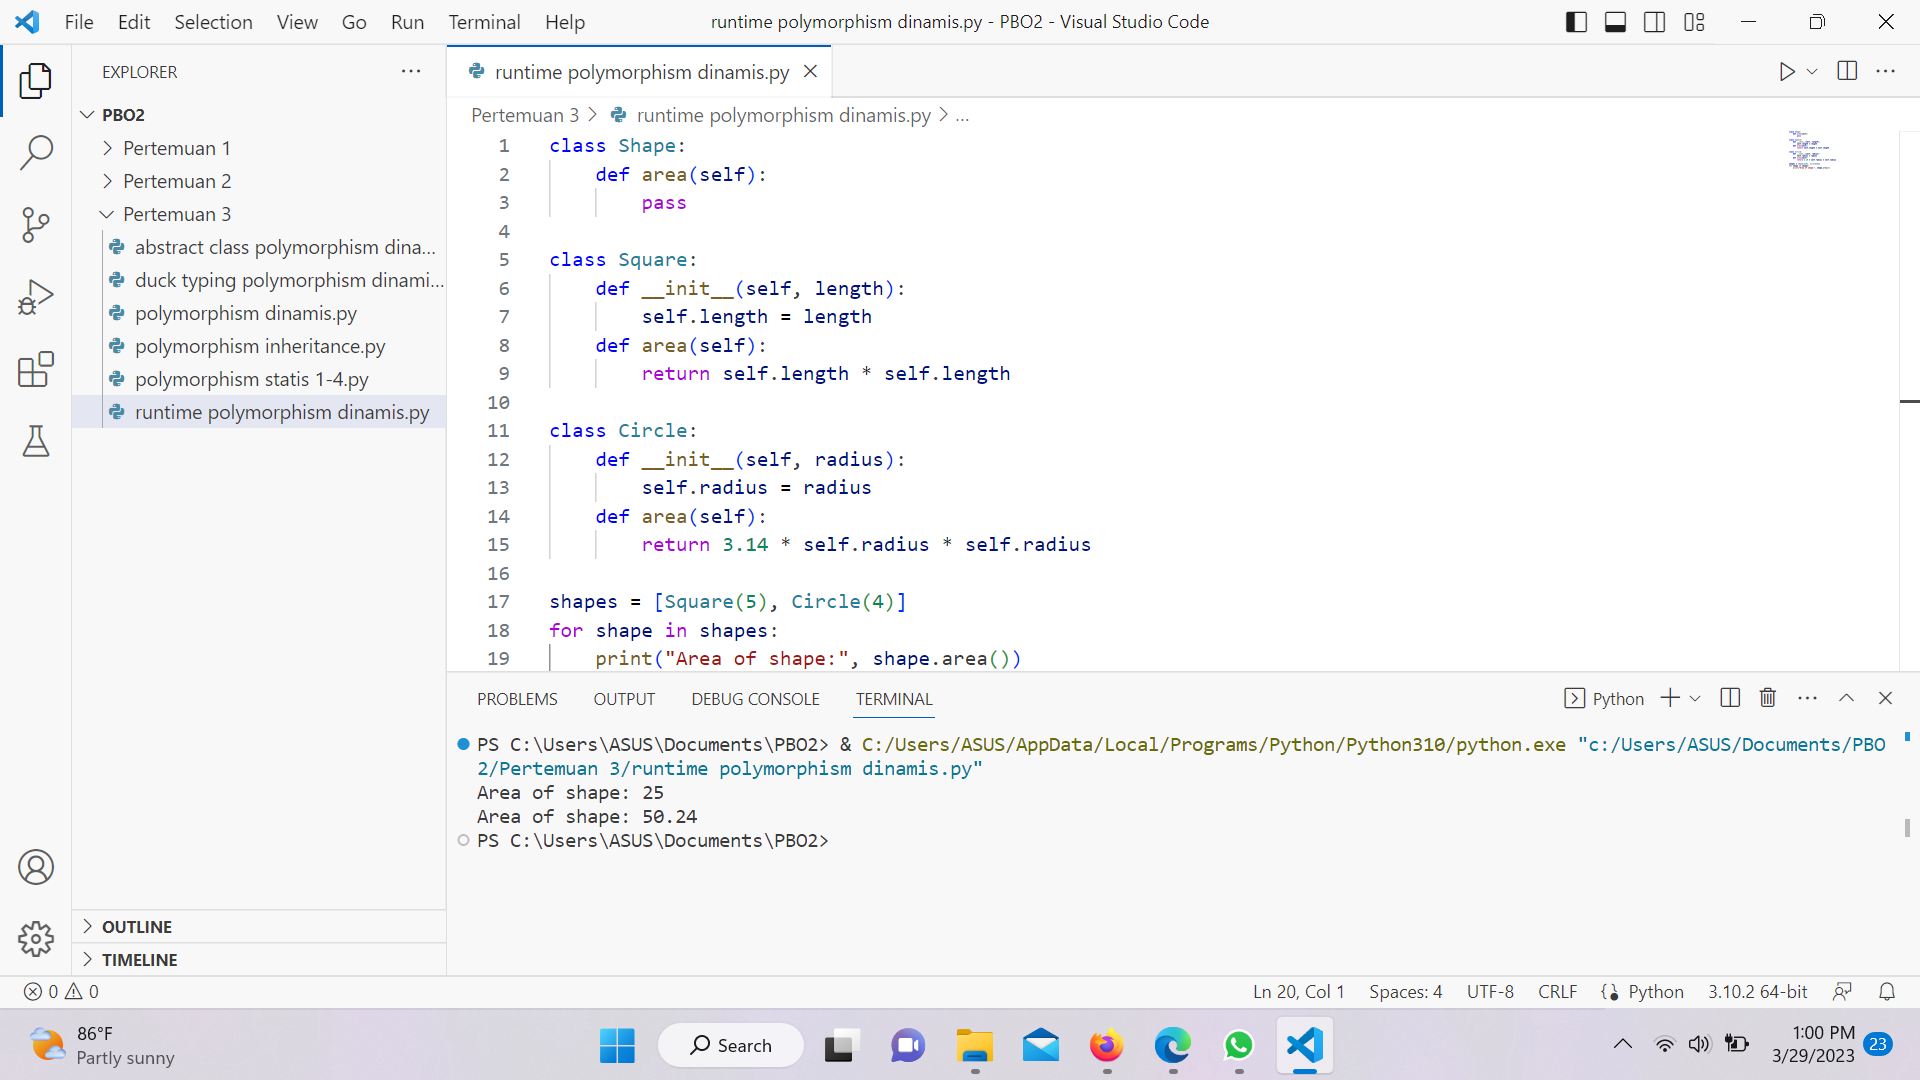 File Edit Selection View Go Run Terminal Help
runtime polymorphism dinamis.py - PBO2 - Visual Studio Code
EXPLORER
PBO2
Pertemuan 1
Pertemuan 2
Pertemuan 3
abstract class polymorphism dina...
duck typing polymorphism dinami...
polymorphism dinamis.py
polymorphism inheritance.py
polymorphism statis 1-4.py
runtime polymorphism dinamis.py
OUTLINE
TIMELINE
runtime polymorphism dinamis.py
Pertemuan 3 > runtime polymorphism dinamis.py > ...
1 class Shape:
2     def area(self):
3         pass
4
5 class Square:
6     def __init__(self, length):
7         self.length = length
8     def area(self):
9         return self.length * self.length
10
11 class Circle:
12     def __init__(self, radius):
13         self.radius = radius
14     def area(self):
15         return 3.14 * self.radius * self.radius
16
17 shapes = [Square(5), Circle(4)]
18 for shape in shapes:
19     print("Area of shape:", shape.area())
PROBLEMS OUTPUT DEBUG CONSOLE TERMINAL
Python
PS C:\Users\ASUS\Documents\PBO2> & C:/Users/ASUS/AppData/Local/Programs/Python/Python310/python.exe "c:/Users/ASUS/Documents/PBO
2/Pertemuan 3/runtime polymorphism dinamis.py"
Area of shape: 25
Area of shape: 50.24
PS C:\Users\ASUS\Documents\PBO2>
0 0
Ln 20, Col 1 Spaces: 4 UTF-8 CRLF Python 3.10.2 64-bit
86°F
Partly sunny
Search
1:00 PM
3/29/2023
23